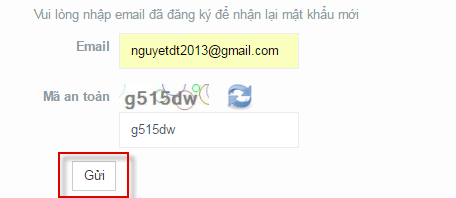 Vui lòng nhập email đã đăng ký để nhận lại mật khẩu mới
Email nguyetdt2013@gmail.com
Mã an toàn g515dw
g515dw
Gửi